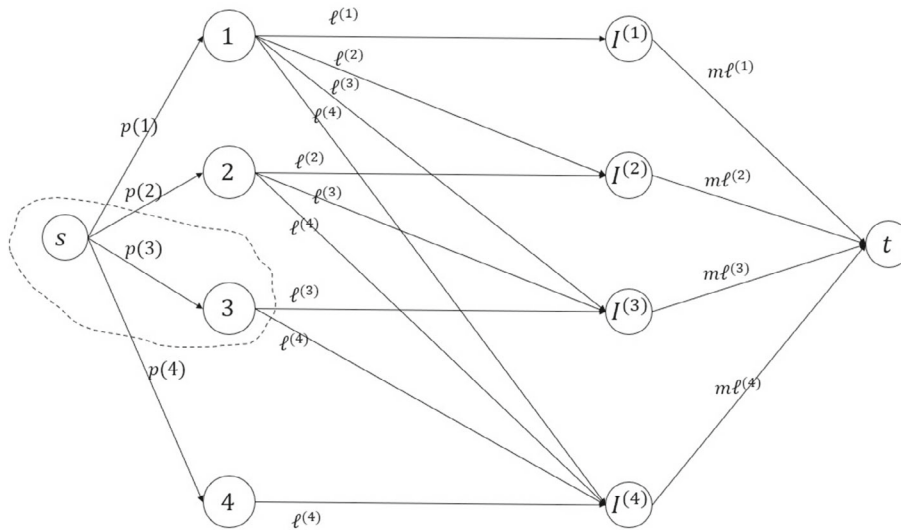 ℓ⁽¹⁾
1
I⁽¹⁾
ℓ⁽²⁾
mℓ⁽¹⁾
ℓ⁽³⁾
ℓ⁽⁴⁾
p(1)
ℓ⁽²⁾
2
I⁽²⁾
mℓ⁽²⁾
p(2)
ℓ⁽³⁾
ℓ⁽⁴⁾
s
p(3)
t
mℓ⁽³⁾
ℓ⁽³⁾
3
I⁽³⁾
ℓ⁽⁴⁾
p(4)
mℓ⁽⁴⁾
4
I⁽⁴⁾
ℓ⁽⁴⁾